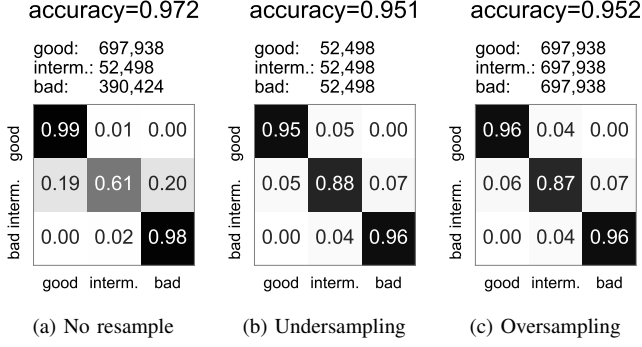 accuracy=0.972
good: 697,938
interm.: 52,498
bad: 390,424
good
interm.
bad
0.99 0.01 0.00
0.19 0.61 0.20
0.00 0.02 0.98
good interm. bad
(a) No resample
accuracy=0.951
good: 52,498
interm.: 52,498
bad: 52,498
good
interm.
bad
0.95 0.05 0.00
0.05 0.88 0.07
0.00 0.04 0.96
good interm. bad
(b) Undersampling
accuracy=0.952
good: 697,938
interm.: 697,938
bad: 697,938
good
interm.
bad
0.96 0.04 0.00
0.06 0.87 0.07
0.00 0.04 0.96
good interm. bad
(c) Oversampling